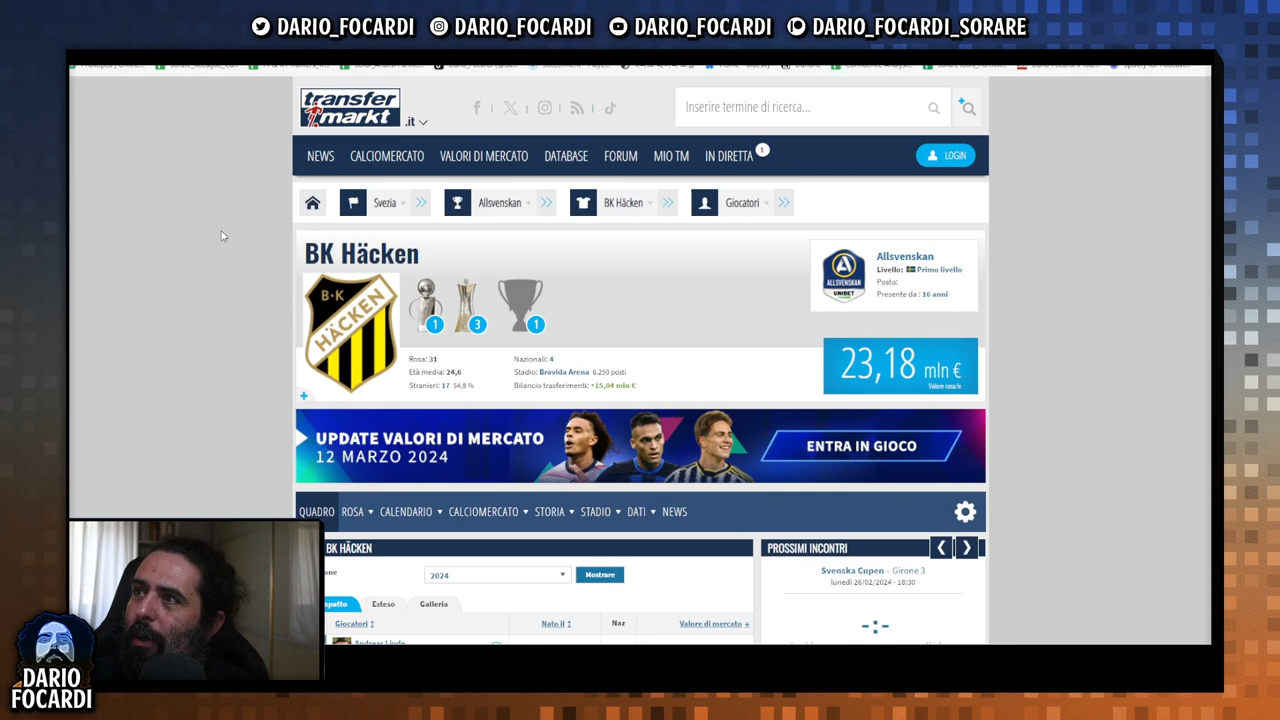 DARIO_FOCARDI
DARIO_FOCARDI
DARIO_FOCARDI
DARIO_FOCARDI_SORARE
transfer
markt
.it
Inserire termine di ricerca...
NEWS
CALCIOMERCATO
VALORI DI MERCATO
DATABASE
FORUM
MIO TM
IN DIRETTA
1
LOGIN
Svezia
Allsvenskan
BK Häcken
Giocatori
BK Häcken
B·K
HÄCKEN
1
3
1
ALLSVENSKAN
UNIBET
Allsvenskan
Livello: Primo livello
Posto:
Presente da : 16 anni
Rosa: 31
Età media: 24,6
Stranieri: 17 54,8 %
Nazionali: 4
Stadio: Bravida Arena 6.250 posti
Bilancio trasferimenti: +15,04 mln €
23,18 mln €
Valore rosa/e
UPDATE VALORI DI MERCATO
12 MARZO 2024
ENTRA IN GIOCO
QUADRO
ROSA
CALENDARIO
CALCIOMERCATO
STORIA
STADIO
DATI
NEWS
BK HÄCKEN
2024
Mostrare
Esteso
Galleria
Giocatori
Nato il
Naz
Valore di mercato
Andreas Linde
PROSSIMI INCONTRI
Svenska Cupen - Girone 3
lunedì 26/02/2024 - 18:30
-:-
DARIO
FOCARDI